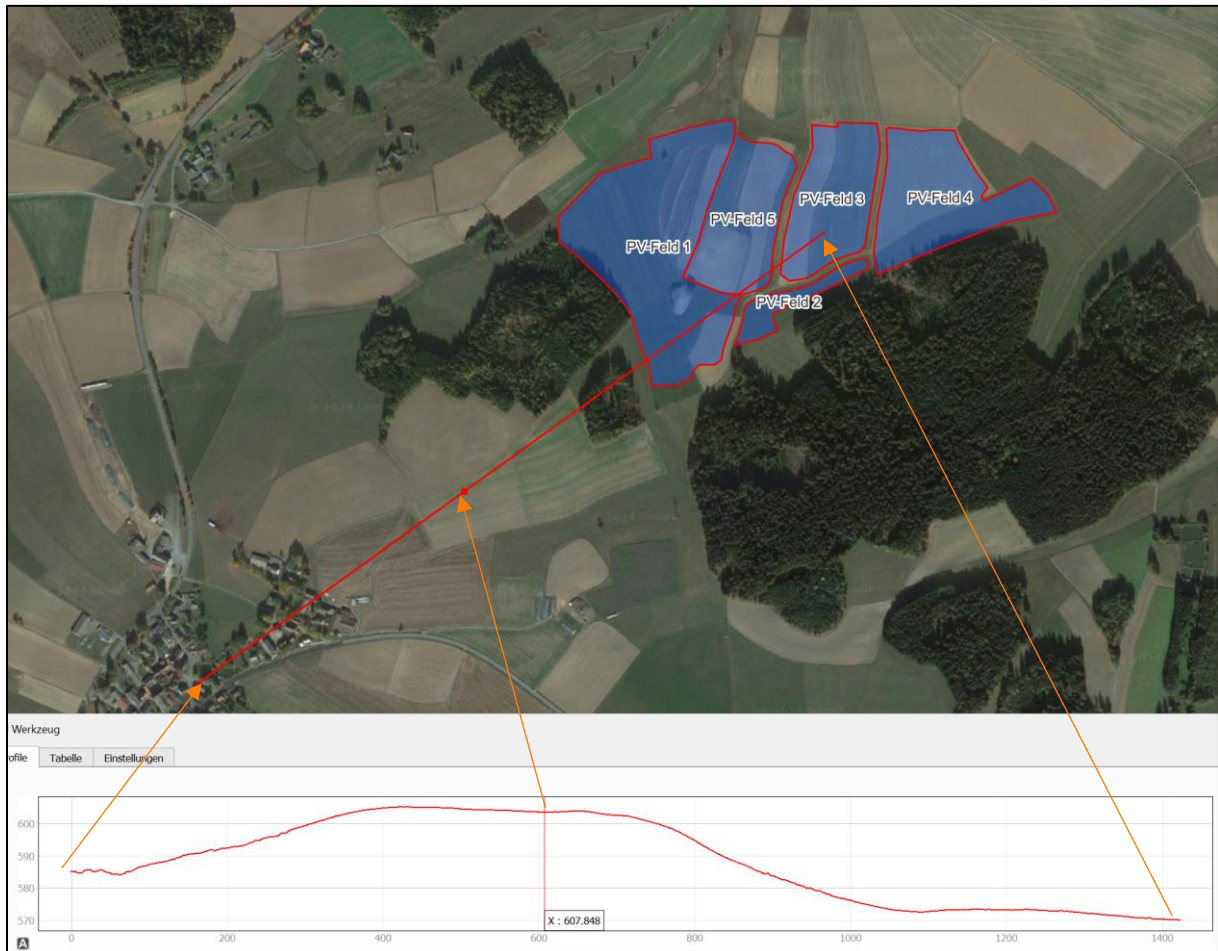 PV-Feld 1
PV-Feld 5
PV-Feld 3
PV-Feld 4
PV-Feld 2
Werkzeug
ofile Tabelle Einstellungen
600
590
580
570
X : 607.848
A
0 200 400 600 800 1000 1200 1400